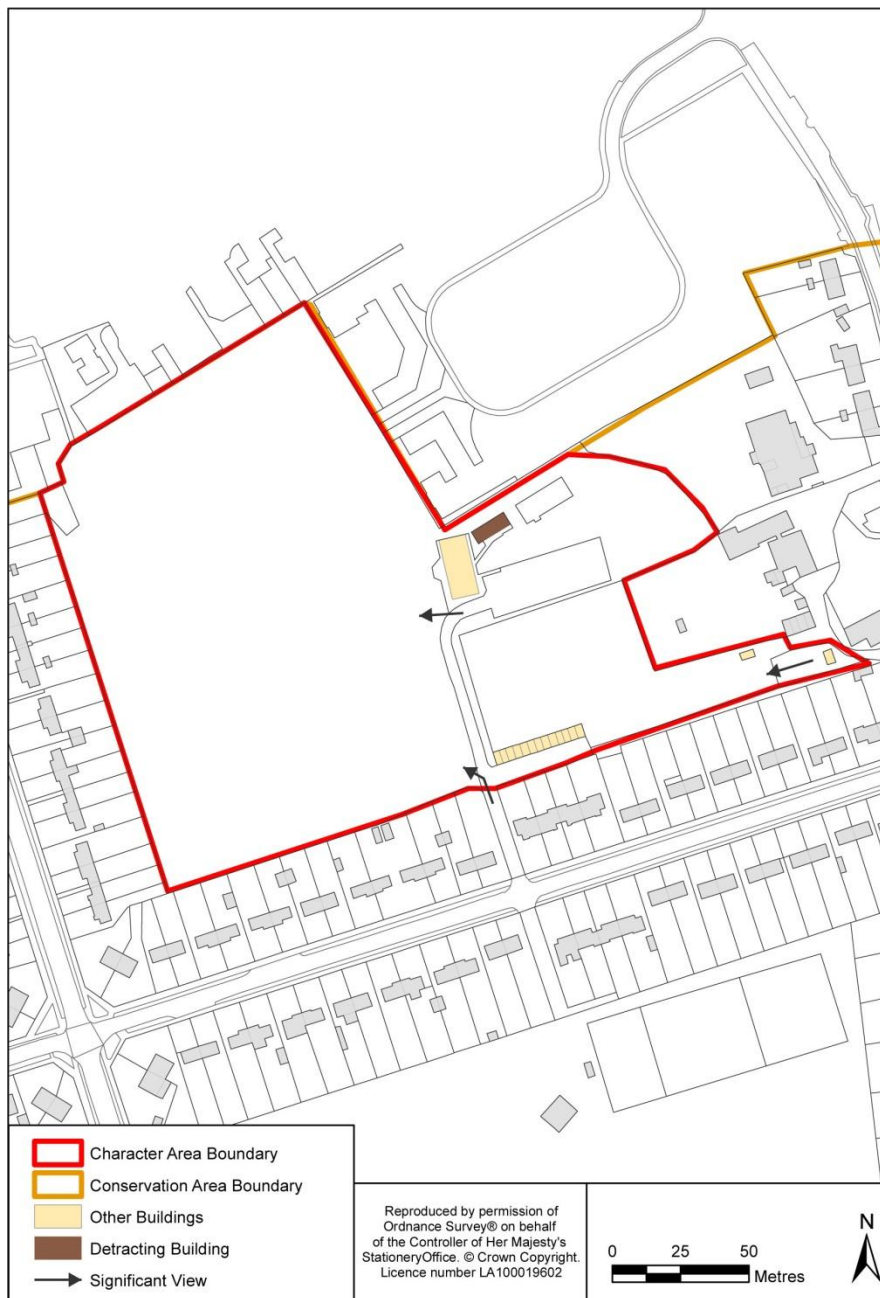 Character Area Boundary
Conservation Area Boundary
Other Buildings
Detracting Building
Significant View
Reproduced by permission of
Ordnance Survey® on behalf
of the Controller of Her Majesty's
StationeryOffice. © Crown Copyright.
Licence number LA100019602
0 25 50
Metres
N